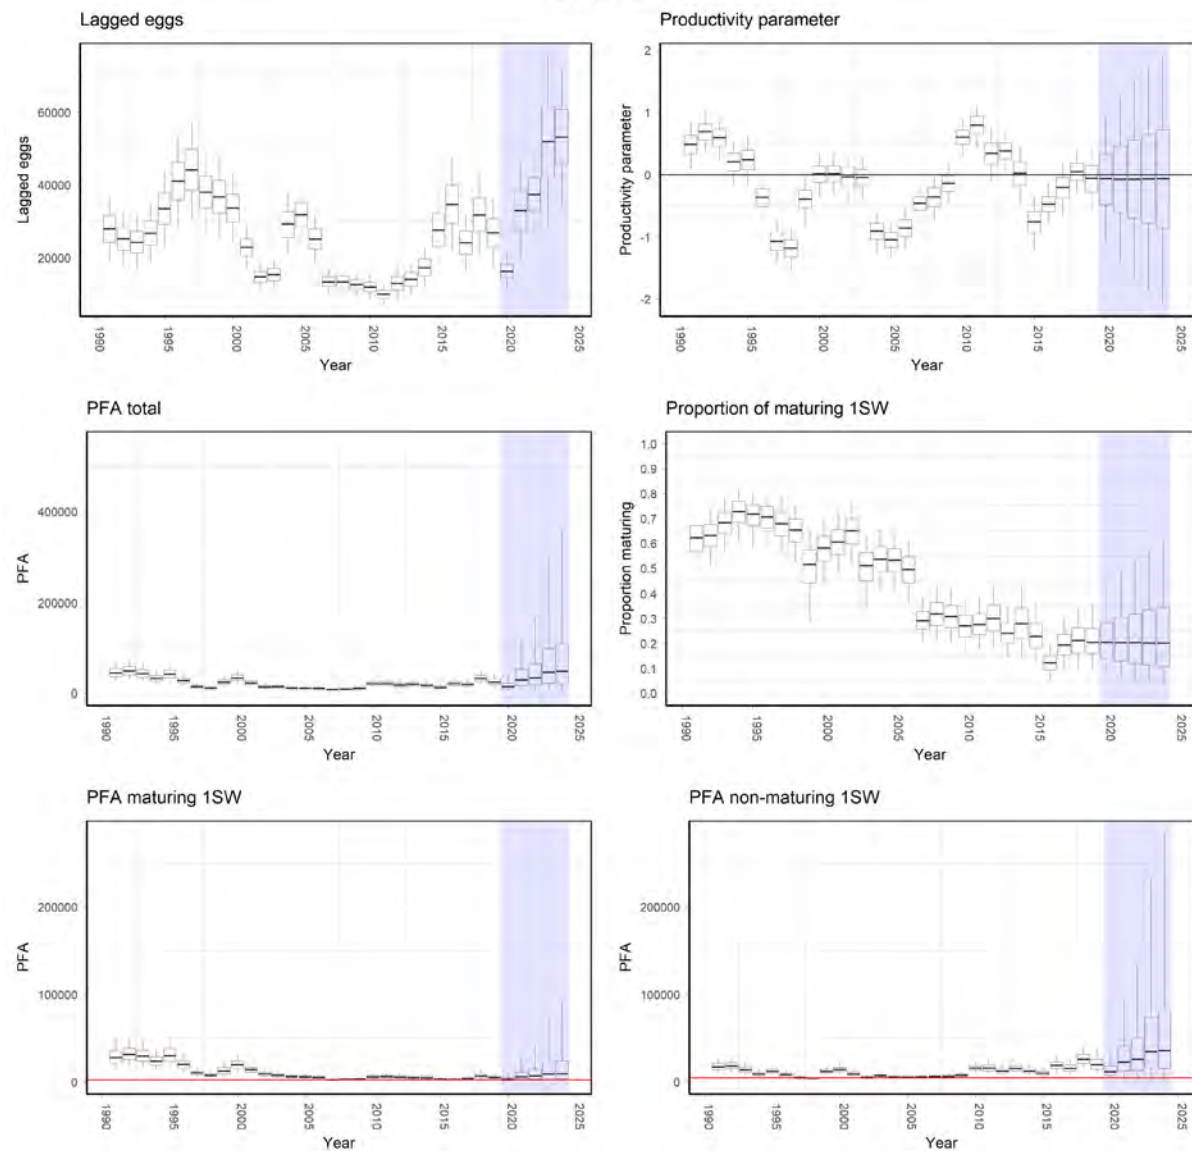 Lagged eggs
Lagged eggs
60000
40000
20000
1990 1995 2000 2005 2010 2015 2020 2025
Year
Productivity parameter
Productivity parameter
2
1
0
-1
-2
1990 1995 2000 2005 2010 2015 2020 2025
Year
PFA total
PFA
400000
200000
0
1990 1995 2000 2005 2010 2015 2020 2025
Year
Proportion of maturing 1SW
Proportion maturing
1.0
0.9
0.8
0.7
0.6
0.5
0.4
0.3
0.2
0.1
0.0
1990 1995 2000 2005 2010 2015 2020 2025
Year
PFA maturing 1SW
PFA
200000
100000
0
1990 1995 2000 2005 2010 2015 2020 2025
Year
PFA non-maturing 1SW
PFA
200000
100000
0
1990 1995 2000 2005 2010 2015 2020 2025
Year